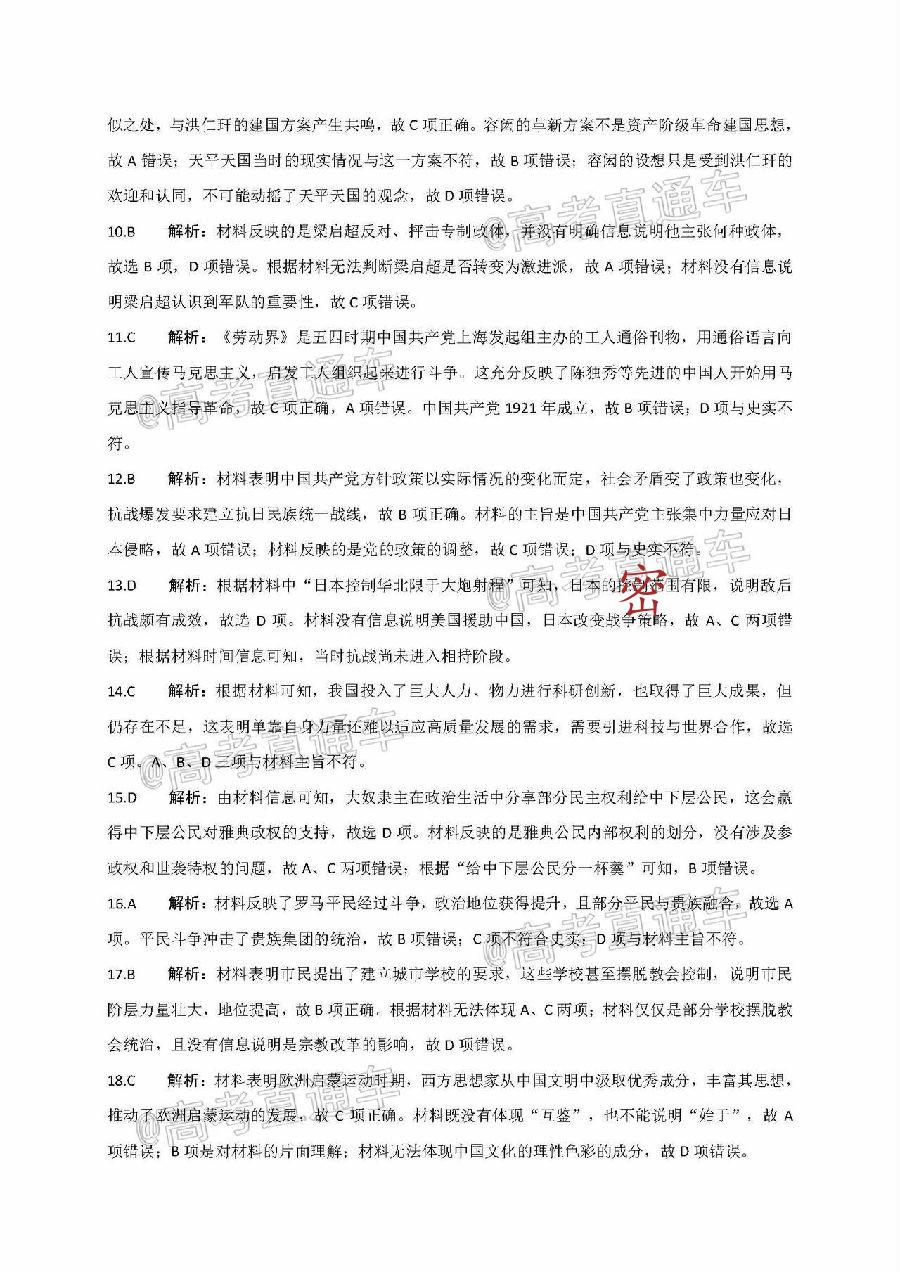 似之处，与洪仁玕的建国方案产生共鸣，故 C 项正确。容闳的革新方案不是资产阶级革命建国思想，
故 A 错误；天平天国当时的现实情况与这一方案不符，故 B 项错误；容闳的设想只是受到洪仁玕的
欢迎和认同，不可能动摇了天平天国的观念，故 D 项错误。
@高考直通车
10.B 解析：材料反映的是梁启超反对、抨击专制政体，并没有明确信息说明他主张何种政体，
故选 B 项，D 项错误。根据材料无法判断梁启超是否转变为激进派，故 A 项错误；材料没有信息说
明梁启超认识到军队的重要性，故 C 项错误。
11.C 解析：《劳动界》是五四时期中国共产党上海发起组主办的工人通俗刊物，用通俗语言向
工人宣传马克思主义，启发工人组织起来进行斗争。这充分反映了陈独秀等先进的中国人开始用马
@高考直通车
克思主义指导革命，故 C 项正确，A 项错误。中国共产党 1921 年成立，故 B 项错误；D 项与史实不
符。
12.B 解析：材料表明中国共产党方针政策以实际情况的变化而定，社会矛盾变了政策也变化，
抗战爆发要求建立抗日民族统一战线，故 B 项正确。材料的主旨是中国共产党主张集中力量应对日
本侵略，故 A 项错误；材料反映的是党的政策的调整，故 C 项错误；D 项与史实不符。
@高考直通车
13.D 解析：根据材料中“日本控制华北限于大炮射程”可知，日本的控制范围有限，说明敌后
密
抗战颇有成效，故选 D 项。材料没有信息说明美国援助中国，日本改变战争策略，故 A、C 两项错
误；根据材料时间信息可知，当时抗战尚未进入相持阶段。
14.C 解析：根据材料可知，我国投入了巨大人力、物力进行科研创新，也取得了巨大成果，但
仍存在不足，这表明单靠自身力量还难以适应高质量发展的需求，需要引进科技与世界合作，故选
@高考直通车
C 项。A、B、D 三项与材料主旨不符。
15.D 解析：由材料信息可知，大奴隶主在政治生活中分享部分民主权利给中下层公民，这会赢
得中下层公民对雅典政权的支持，故选 D 项。材料反映的是雅典公民内部权利的划分，没有涉及参
政权和世袭特权的问题，故 A、C 两项错误；根据“给中下层公民分一杯羹”可知，B 项错误。
16.A 解析：材料反映了罗马平民经过斗争，政治地位获得提升，且部分平民与贵族融合，故选 A
@高考直通车
项。平民斗争冲击了贵族集团的统治，故 B 项错误；C 项不符合史实；D 项与材料主旨不符。
17.B 解析：材料表明市民提出了建立城市学校的要求，这些学校甚至摆脱教会控制，说明市民
阶层力量壮大，地位提高，故 B 项正确。根据材料无法体现 A、C 两项；材料仅仅是部分学校摆脱教
会统治，且没有信息说明是宗教改革的影响，故 D 项错误。
18.C 解析：材料表明欧洲启蒙运动时期，西方思想家从中国文明中汲取优秀成分，丰富其思想，
@高考直通车
推动了欧洲启蒙运动的发展，故 C 项正确。材料既没有体现“互鉴”，也不能说明“始于”，故 A
项错误；B 项是对材料的片面理解；材料无法体现中国文化的理性色彩的成分，故 D 项错误。